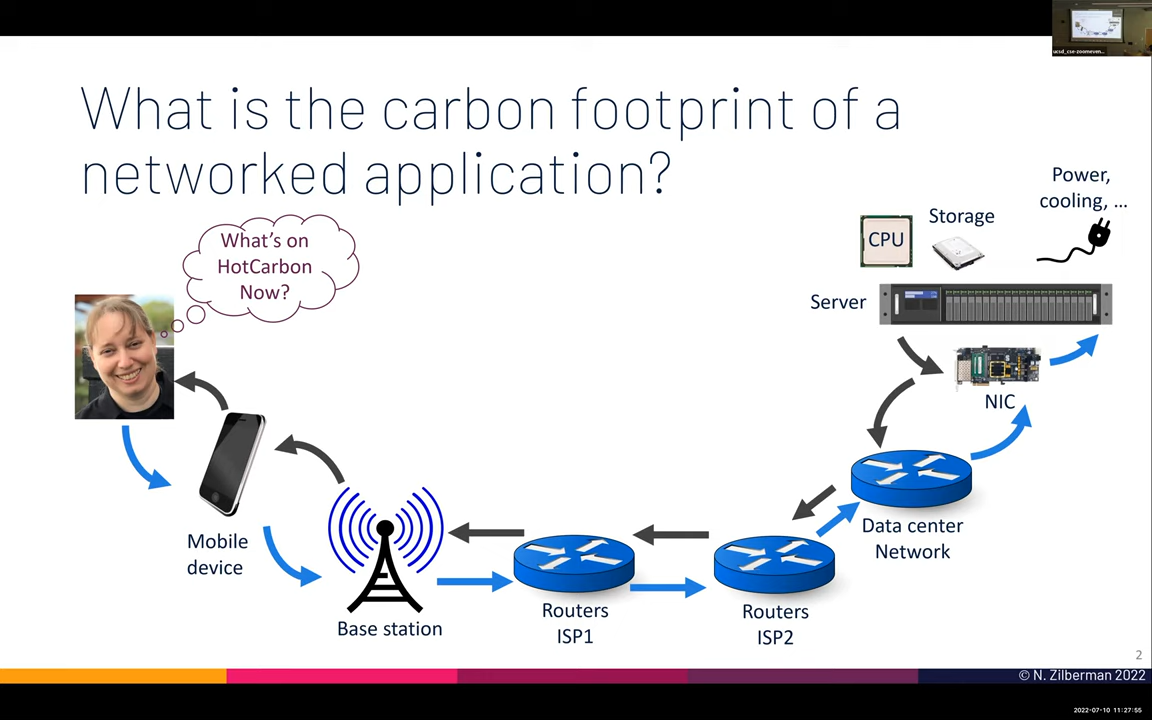 What is the carbon footprint of a
networked application?
What's on
HotCarbon
Now?
Power,
cooling, ...
Storage
CPU
Server
NIC
Mobile
device
Base station
Routers
ISP1
Routers
ISP2
Data center
Network
2
© N. Zilberman 2022
2022-07-10 11:27:55